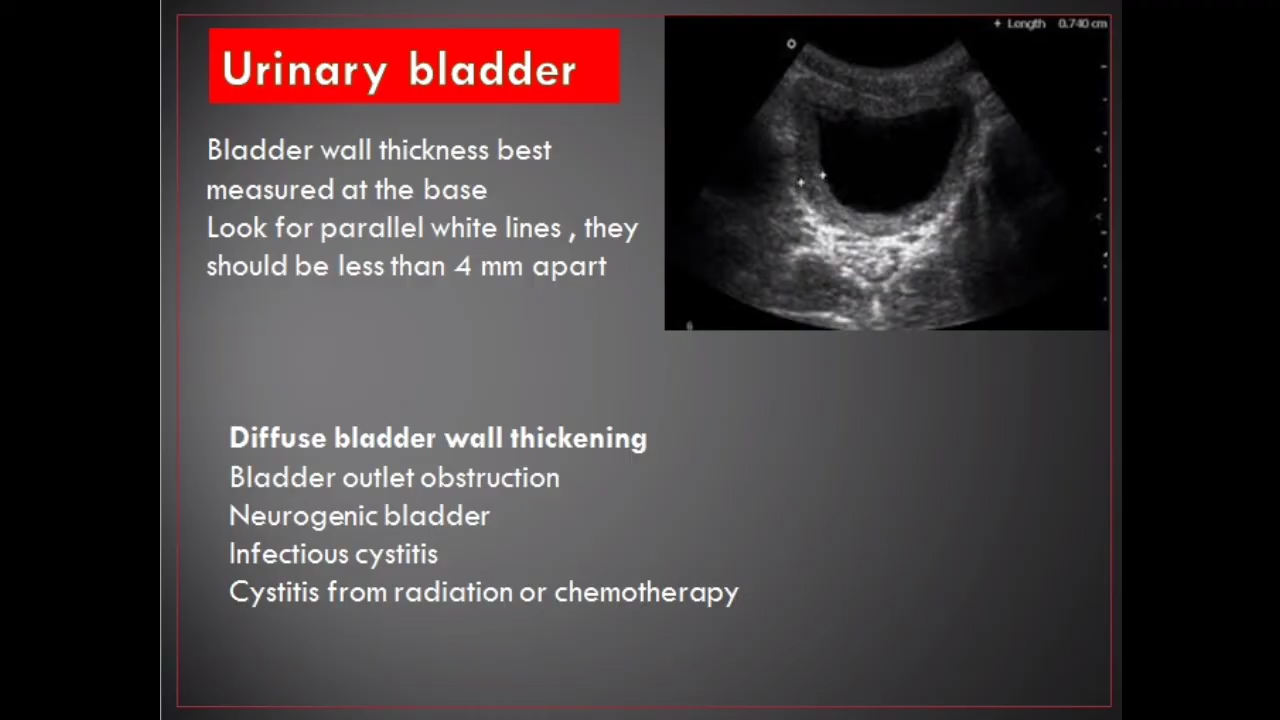 Urinary bladder
+ Length 0.740 cm
Bladder wall thickness best
measured at the base
Look for parallel white lines , they
should be less than 4 mm apart
6
Diffuse bladder wall thickening
Bladder outlet obstruction
Neurogenic bladder
Infectious cystitis
Cystitis from radiation or chemotherapy